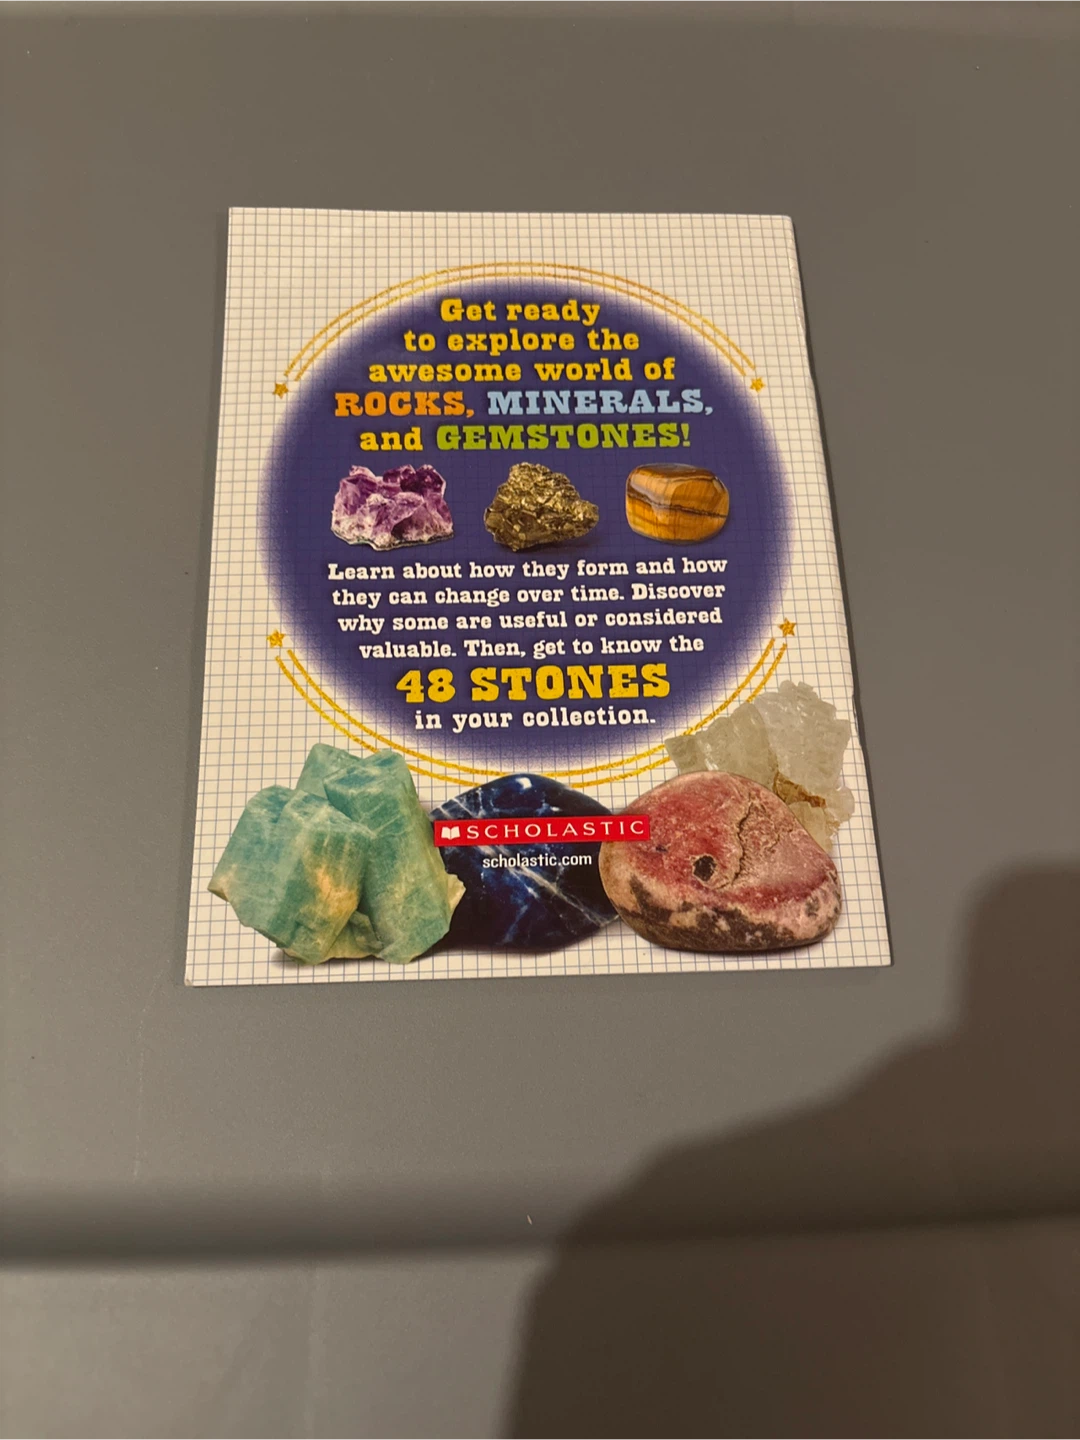 Get ready
to explore the
awesome world of
ROCKS, MINERALS,
and GEMSTONES!
Learn about how they form and how
they can change over time. Discover
why some are useful or considered
valuable. Then, get to know the
48 STONES
in your collection.
SCHOLASTIC
scholastic.com